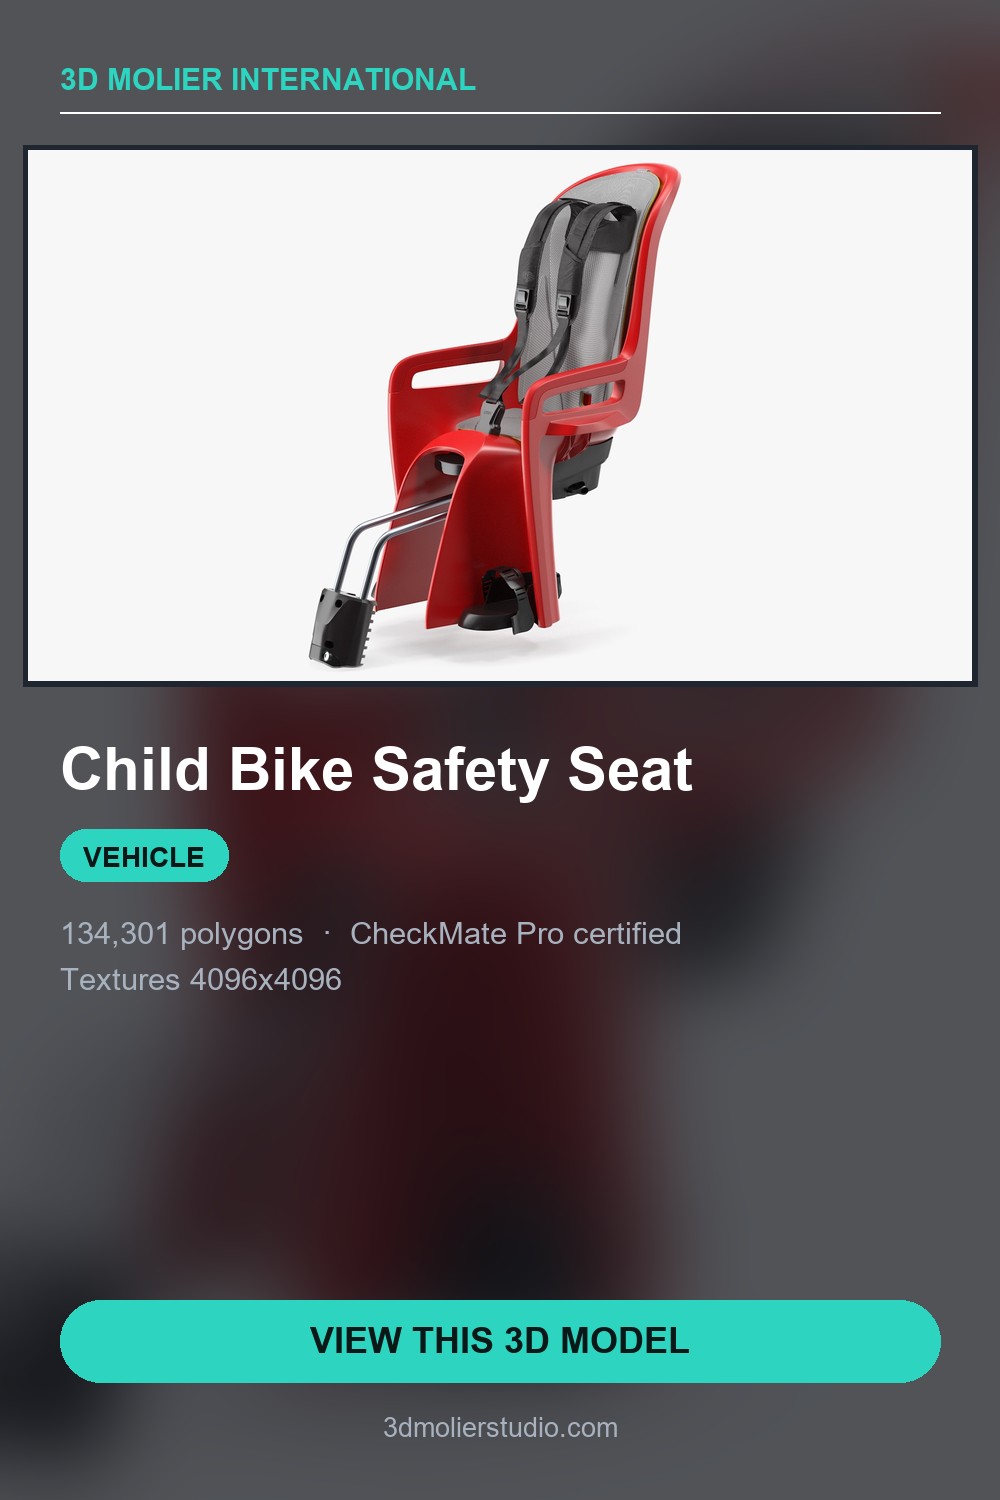 3D MOLIER INTERNATIONAL
Child Bike Safety Seat
VEHICLE
134,301 polygons · CheckMate Pro certified
Textures 4096x4096
VIEW THIS 3D MODEL
3dmolierstudio.com